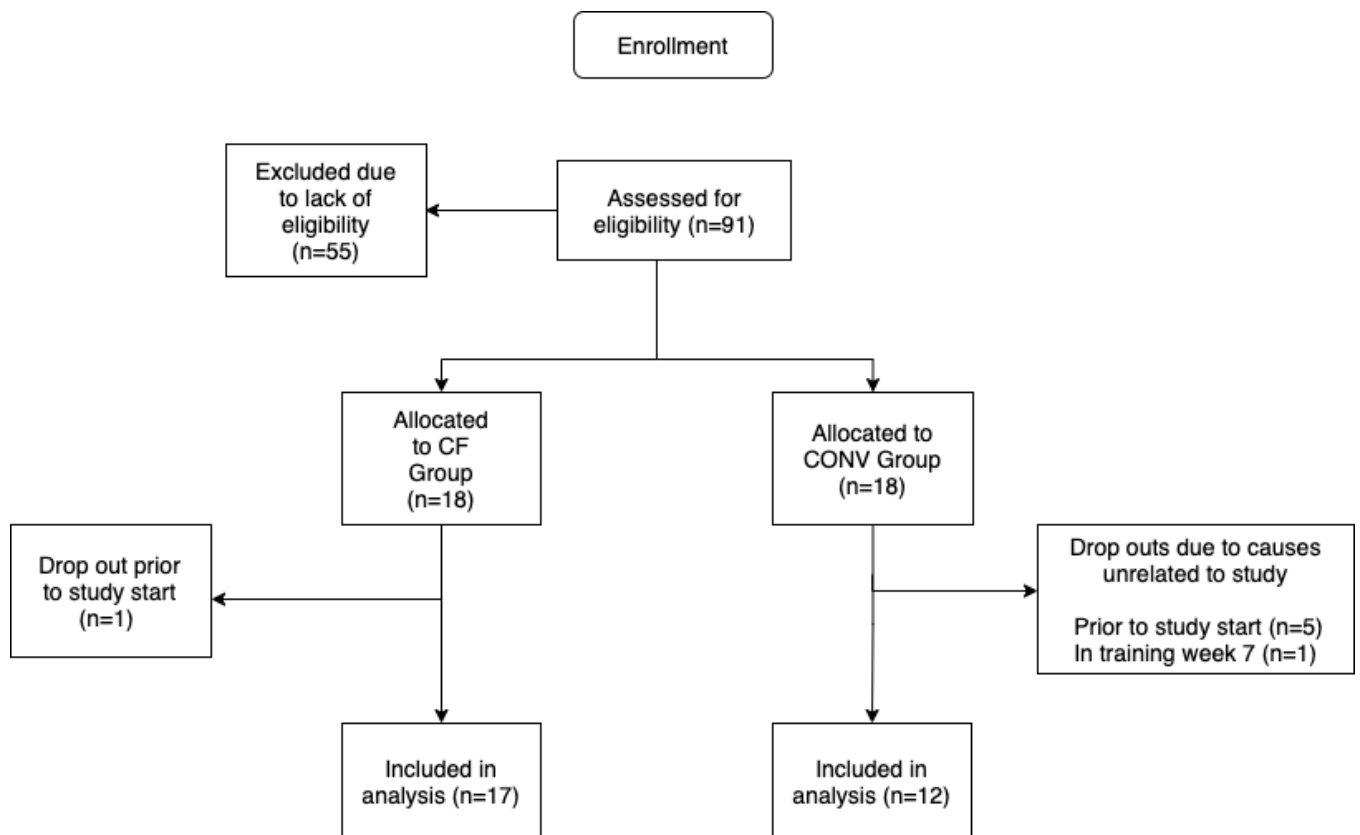 Enrollment
Excluded due
to lack of
eligibility
(n=55)
Assessed for
eligibility (n=91)
Allocated
to CF
Group
(n=18)
Allocated to
CONV Group
(n=18)
Drop out prior
to study start
(n=1)
Drop outs due to causes
unrelated to study
Prior to study start (n=5)
In training week 7 (n=1)
Included in
analysis (n=17)
Included in
analysis (n=12)